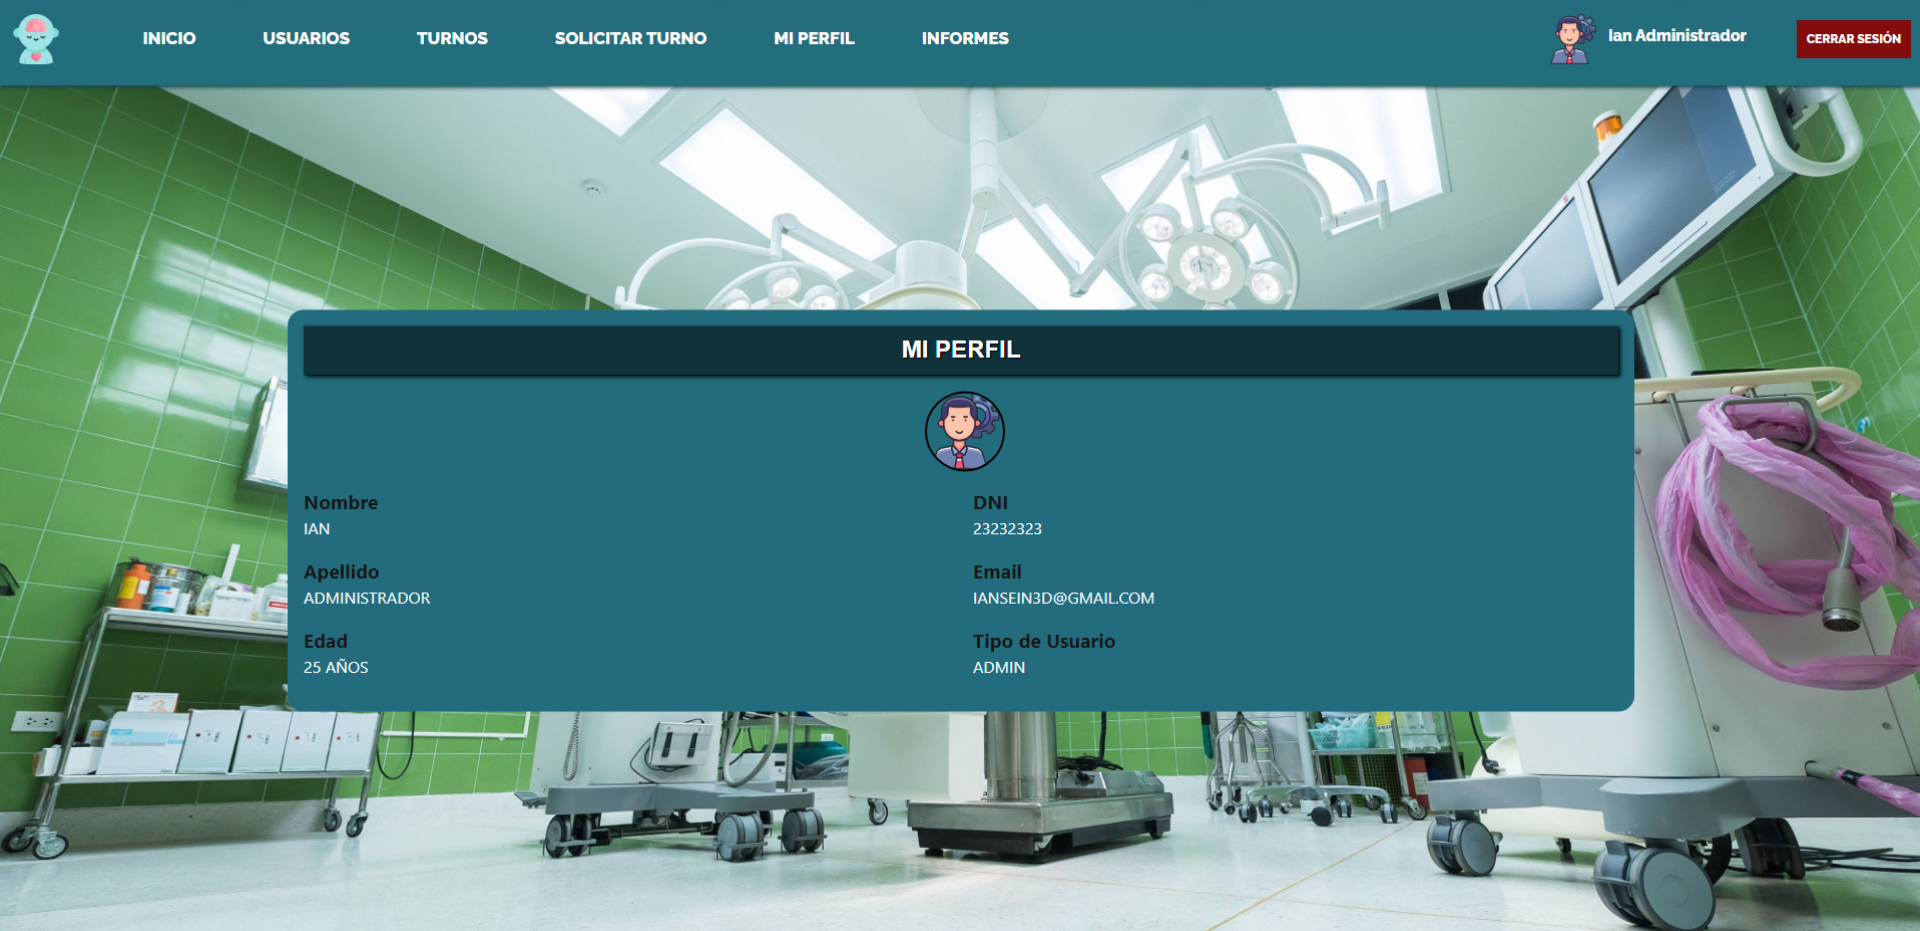 INICIO
USUARIOS
TURNOS
SOLICITAR TURNO
MI PERFIL
INFORMES
Ian Administrador
CERRAR SESIÓN
MI PERFIL
Nombre
IAN
DNI
23232323
Apellido
ADMINISTRADOR
Email
IANSEIN3D@GMAIL.COM
Edad
25 AÑOS
Tipo de Usuario
ADMIN